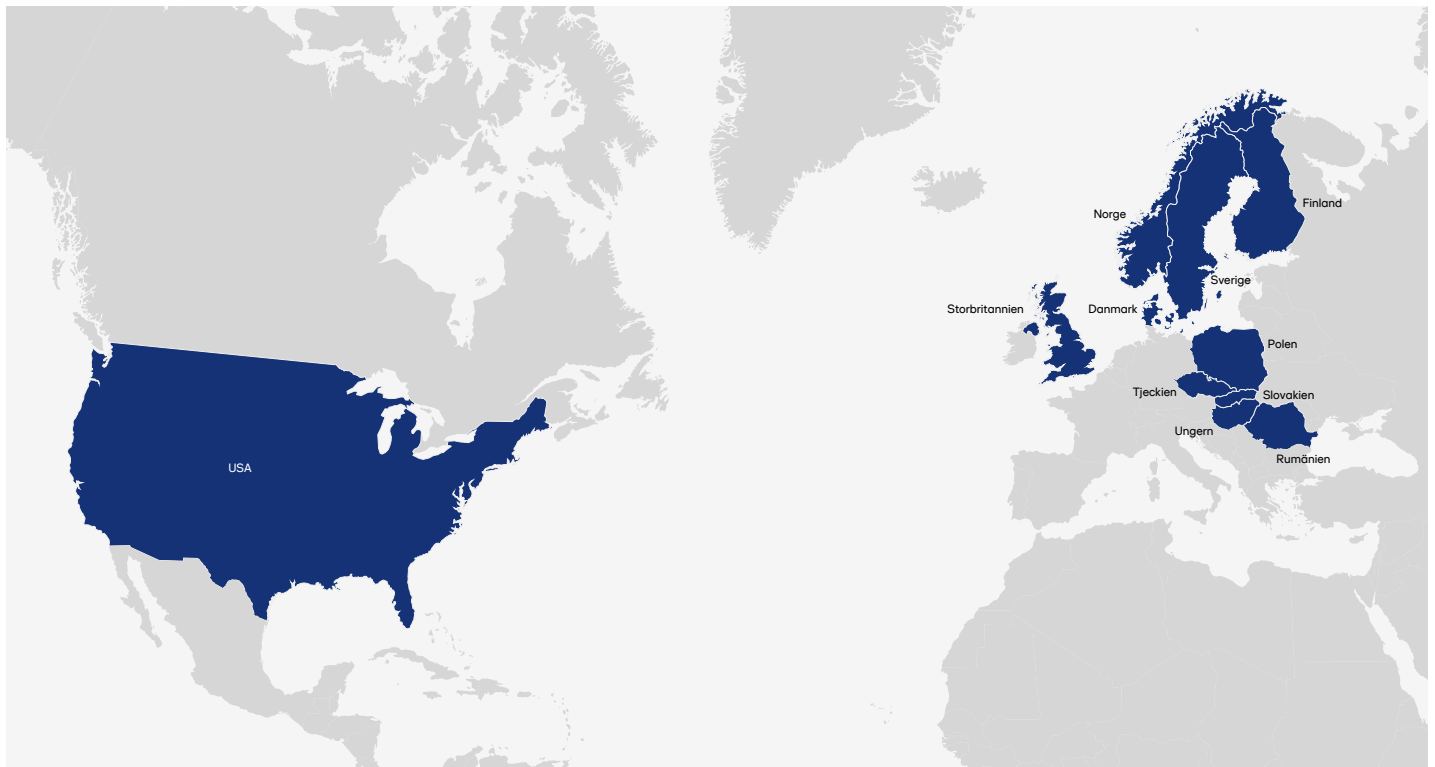 Finland
Norge
Sverige
Storbritannien
Danmark
Polen
Tjeckien
Slovakien
Ungern
Rumänien
USA